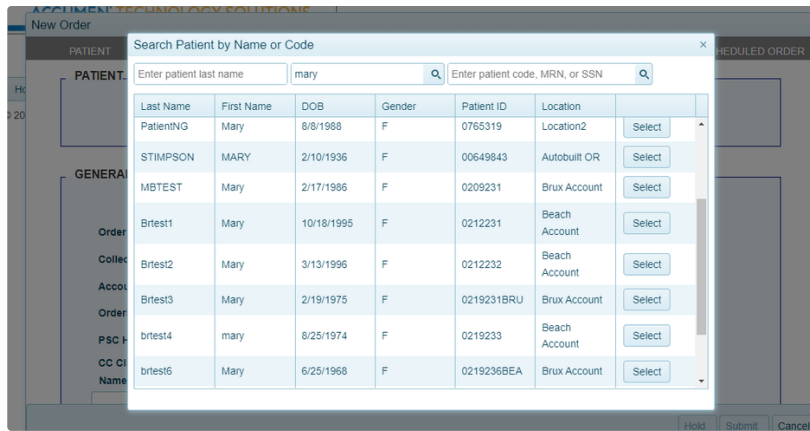 ACCUMEN TECHNOLOGY SOLUTIONS
New Order
PATIENT
HEDULED ORDER
PATIENT
Search Patient by Name or Code ×
Enter patient last name mary Enter patient code, MRN, or SSN
Last Name First Name DOB Gender Patient ID Location
PatientNG Mary 8/8/1988 F 0765319 Location2 Select
STIMPSON MARY 2/10/1936 F 00649843 Autobuilt OR Select
MBTEST Mary 2/17/1986 F 0209231 Brux Account Select
Brtest1 Mary 10/18/1995 F 0212231 Beach Account Select
Brtest2 Mary 3/13/1996 F 0212232 Beach Account Select
Brtest3 Mary 2/19/1975 F 0219231BRU Brux Account Select
brtest4 mary 8/25/1974 F 0219233 Beach Account Select
brtest6 Mary 6/25/1968 F 0219236BEA Brux Account Select
Ho
© 20
GENERA
Order
Collec
Accou
Order
PSC H
CC Cl
Name
Hold Submit Cancel